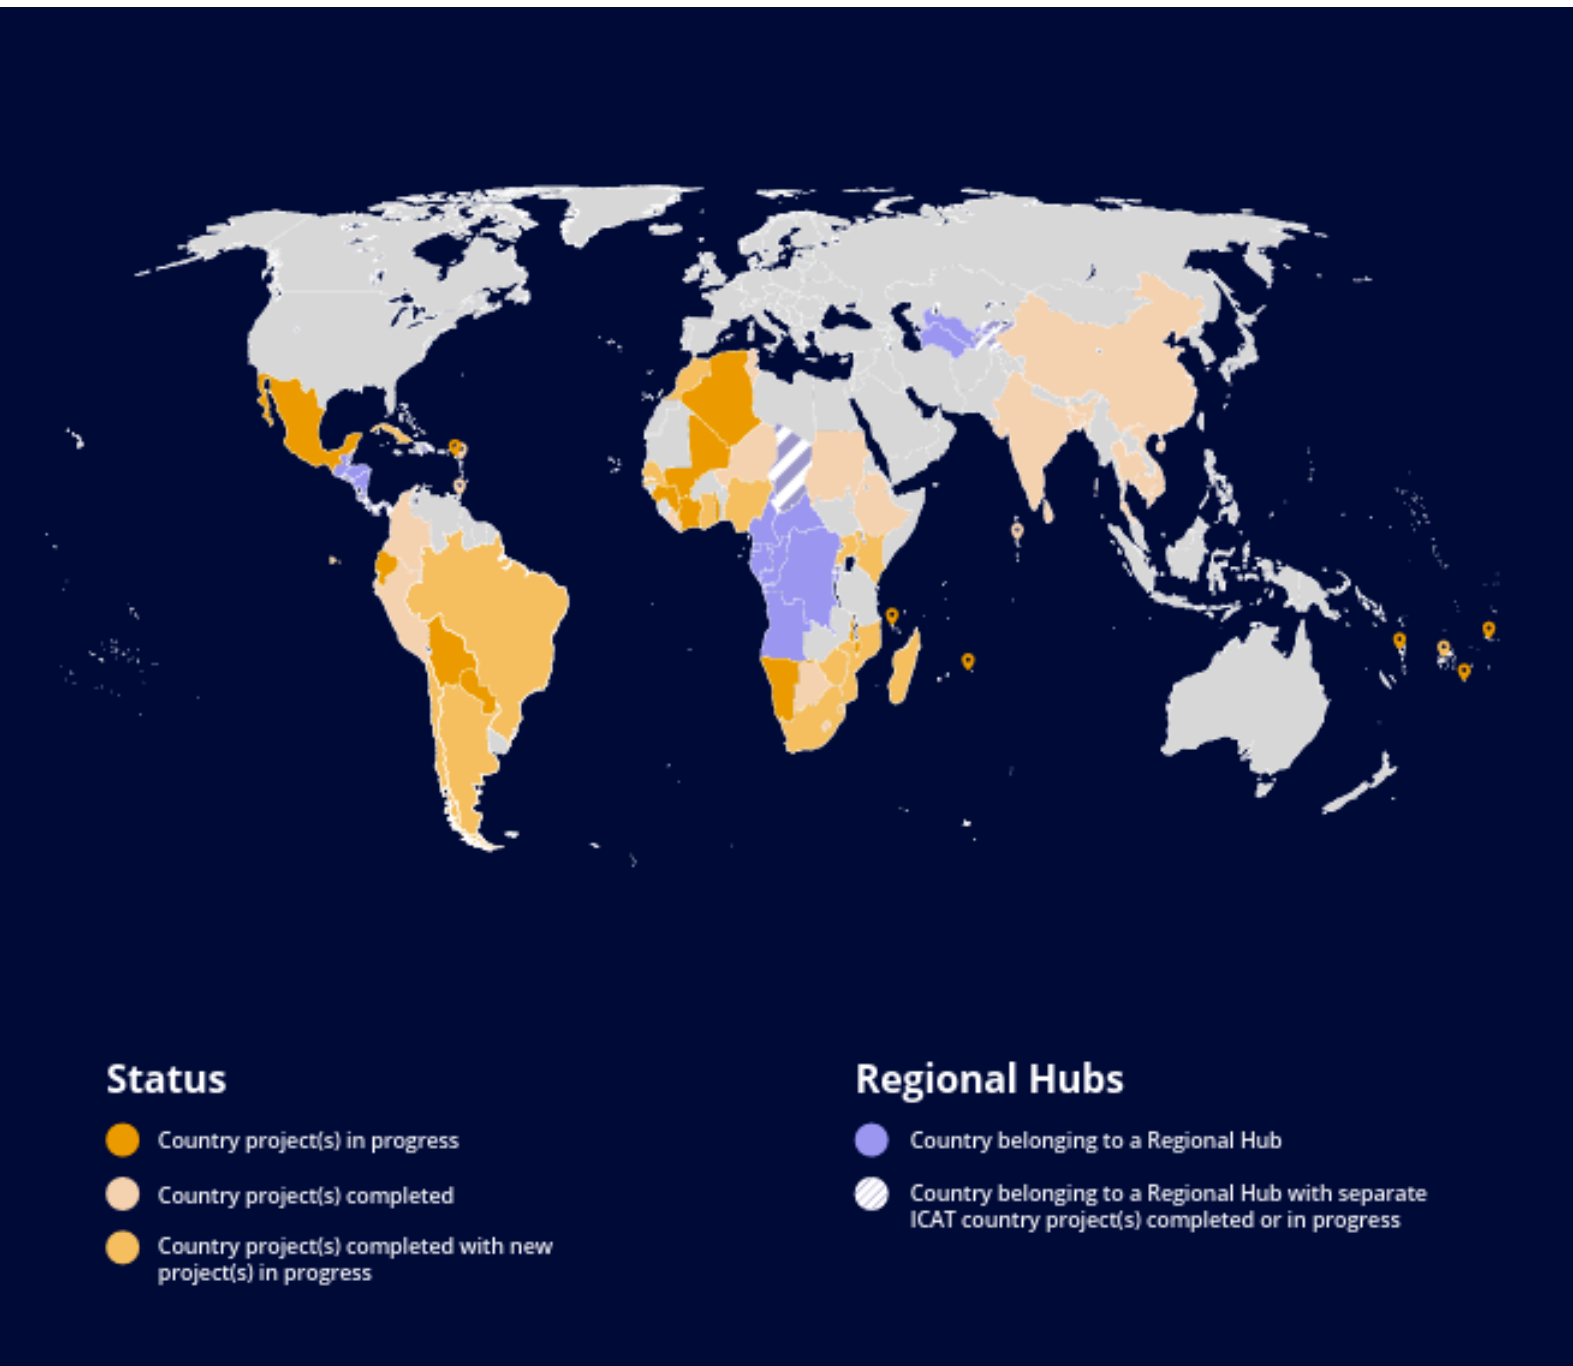 Status
Country project(s) in progress
Country project(s) completed
Country project(s) completed with new
project(s) in progress
Regional Hubs
Country belonging to a Regional Hub
Country belonging to a Regional Hub with separate
ICAT country project(s) completed or in progress